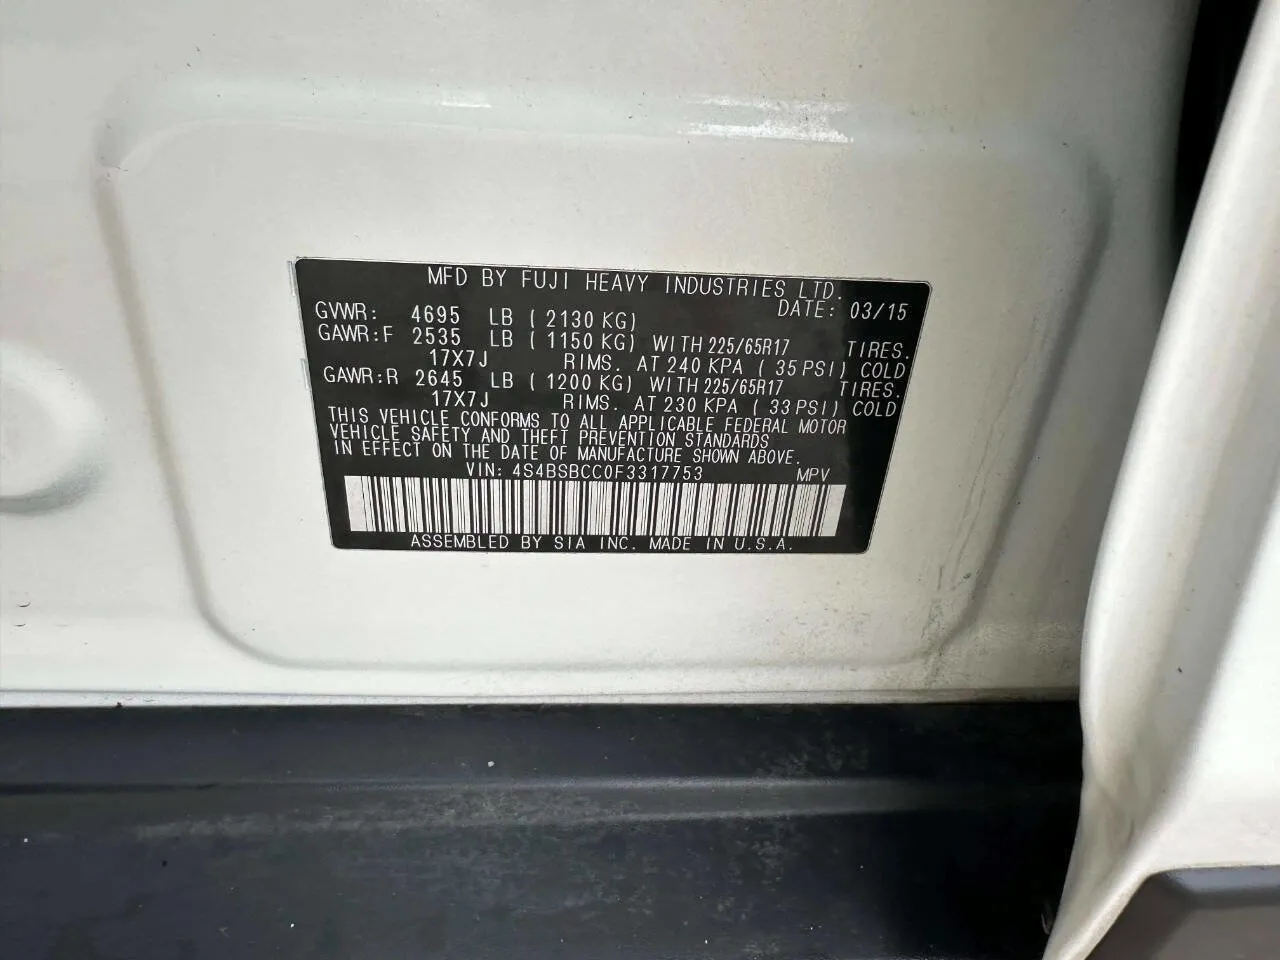 MFD BY FUJI HEAVY INDUSTRIES LTD.
DATE: 03/15
GVWR: 4695 LB ( 2130 KG)
GAWR:F 2535 LB ( 1150 KG) WITH 225/65R17 TIRES.
17X7J RIMS. AT 240 KPA ( 35 PSI) COLD
GAWR:R 2645 LB ( 1200 KG) WITH 225/65R17 TIRES.
17X7J RIMS. AT 230 KPA ( 33 PSI) COLD
THIS VEHICLE CONFORMS TO ALL APPLICABLE FEDERAL MOTOR
VEHICLE SAFETY AND THEFT PREVENTION STANDARDS
IN EFFECT ON THE DATE OF MANUFACTURE SHOWN ABOVE.
VIN: 4S4BSBCC0F3317753 MPV
ASSEMBLED BY SIA INC. MADE IN U.S.A.